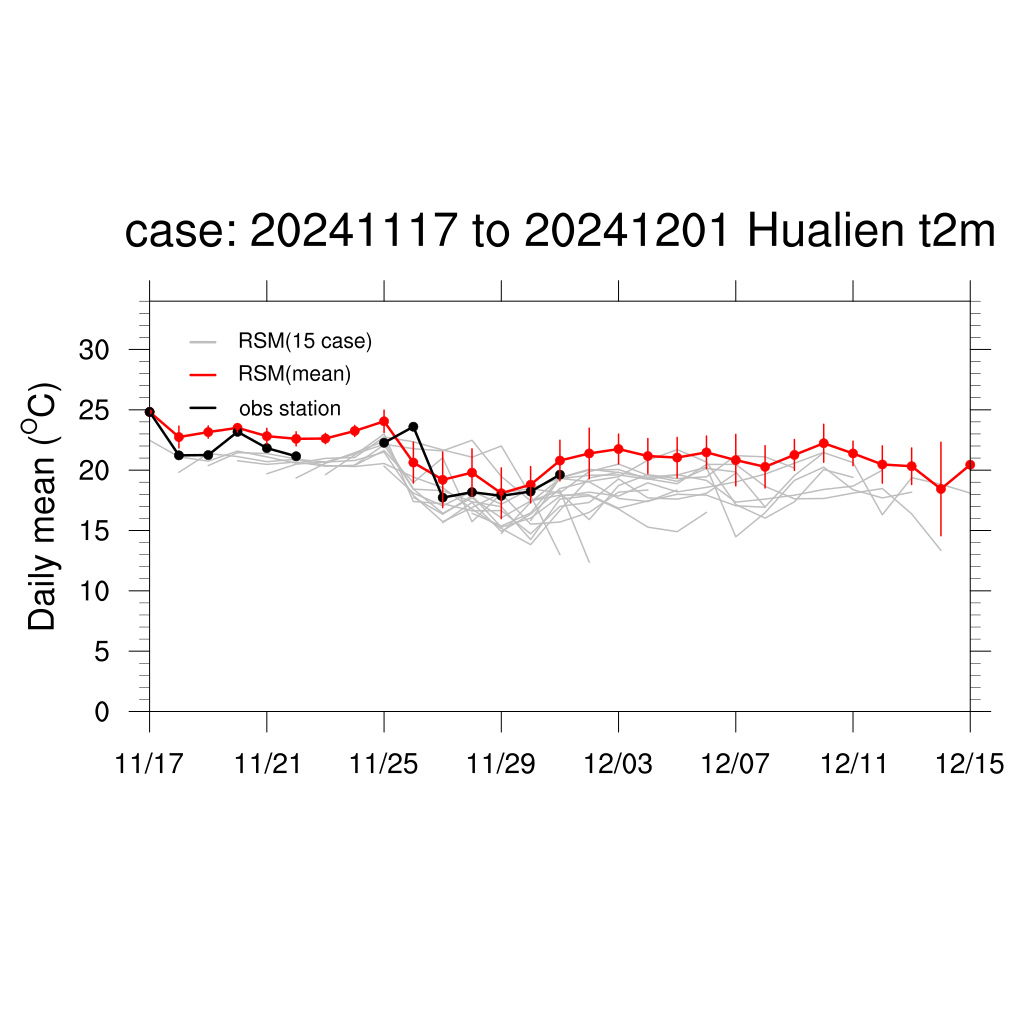 case: 20241117 to 20241201 Hualien t2m
RSM(15 case)
RSM(mean)
obs station
Daily mean (°C)
30
25
20
15
10
5
0
11/17 11/21 11/25 11/29 12/03 12/07 12/11 12/15